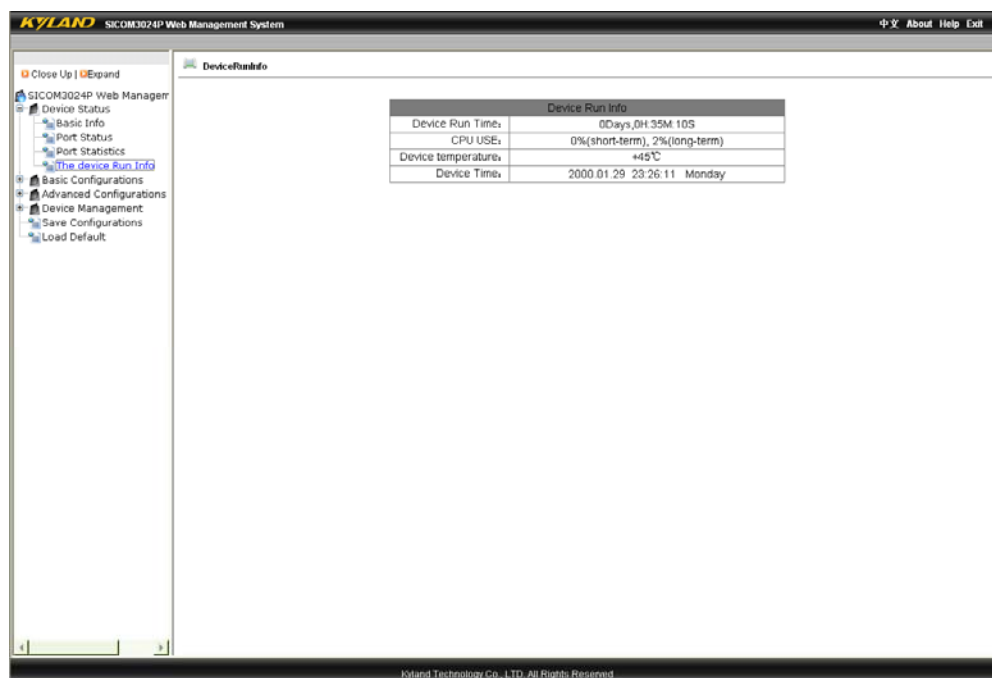 KYLAND SICOM3024P Web Management System
中文 About Help Exit
Close Up | Expand
SICOM3024P Web Managem
Device Status
Basic Info
Port Status
Port Statistics
The device Run Info
Basic Configurations
Advanced Configurations
Device Management
Save Configurations
Load Default
DeviceRunInfo
Device Run Info
Device Run Time: 0Days,0H:35M:10S
CPU USE: 0%(short-term), 2%(long-term)
Device temperature: +45℃
Device Time: 2000.01.29 23:26:11 Monday
Kyland Technology Co., LTD. All Rights Reserved